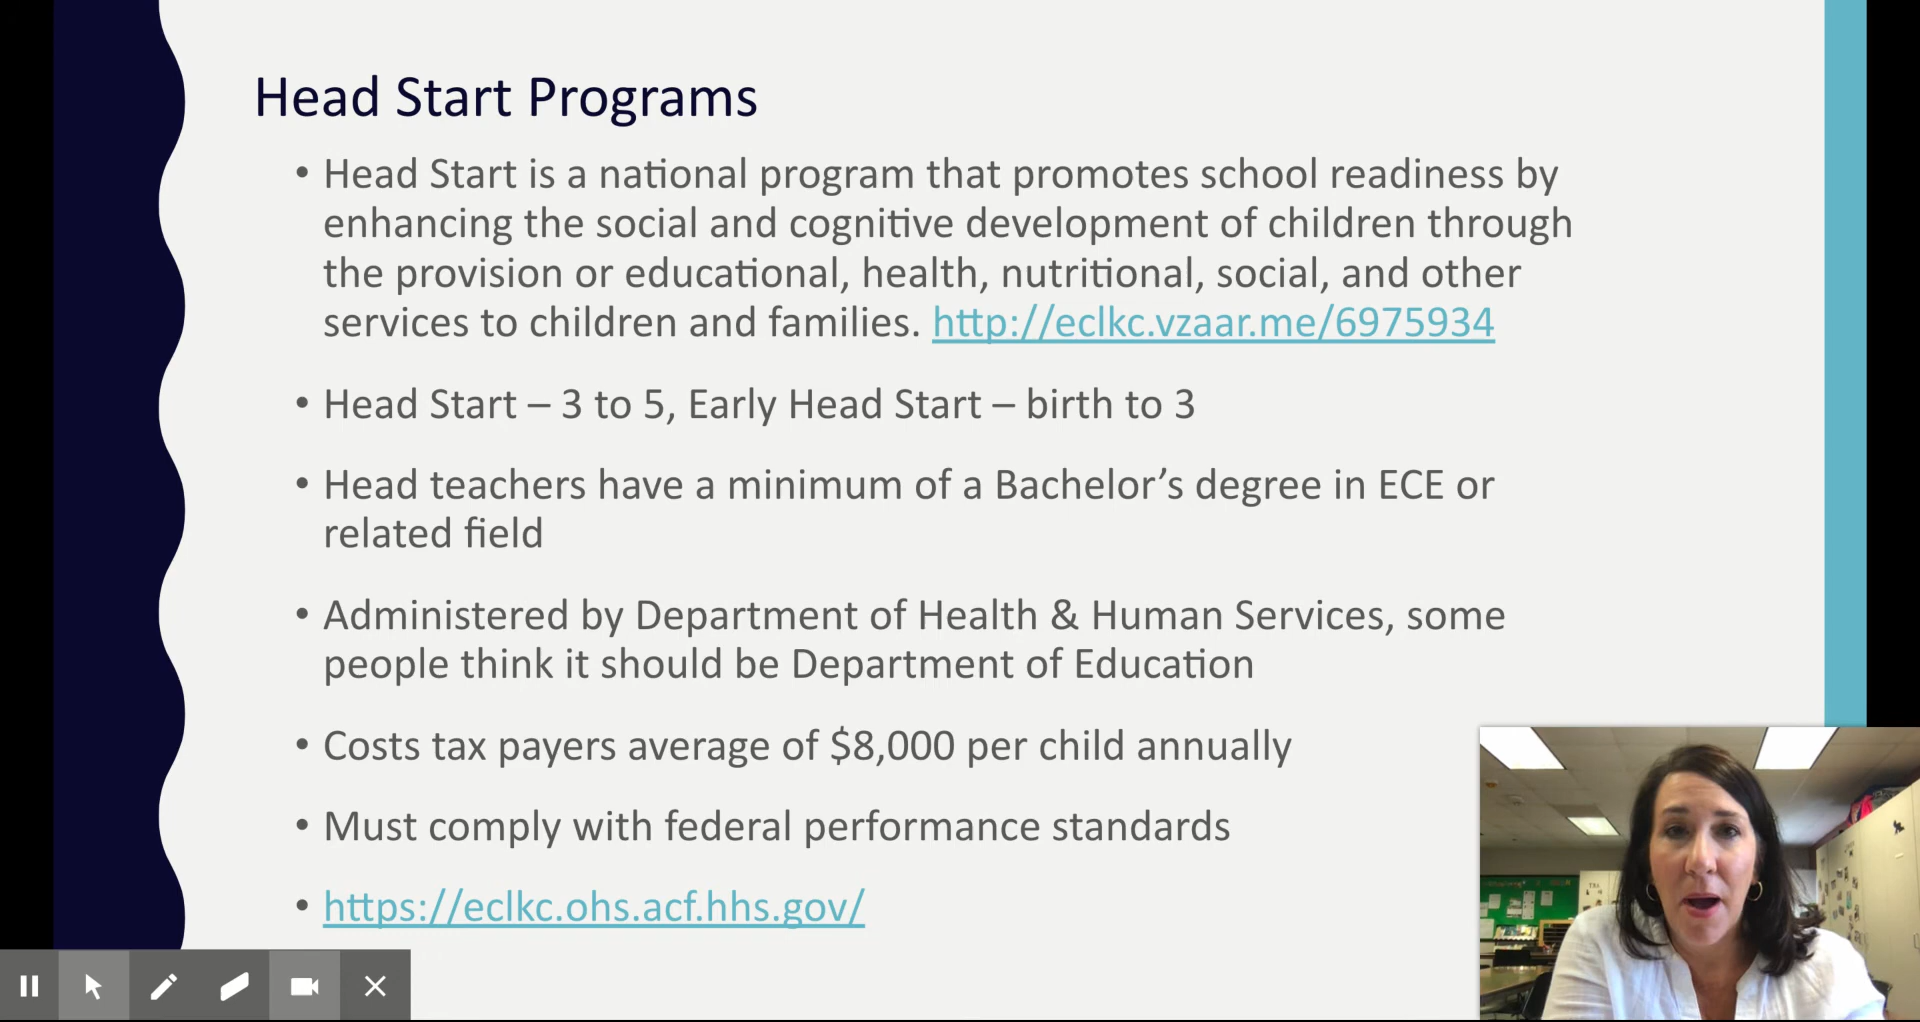 Head Start Programs
• Head Start is a national program that promotes school readiness by
enhancing the social and cognitive development of children through
the provision or educational, health, nutritional, social, and other
services to children and families. http://eclkc.vzaar.me/6975934
• Head Start – 3 to 5, Early Head Start – birth to 3
• Head teachers have a minimum of a Bachelor’s degree in ECE or
related field
• Administered by Department of Health & Human Services, some
people think it should be Department of Education
• Costs tax payers average of $8,000 per child annually
• Must comply with federal performance standards
• https://eclkc.ohs.acf.hhs.gov/